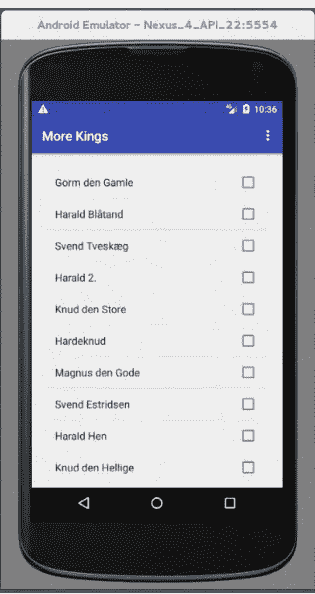 Android Emulator - Nexus_4_API_22:5554
10:36
More Kings
Gorm den Gamle
Harald Blåtand
Svend Tveskæg
Harald 2.
Knud den Store
Hardeknud
Magnus den Gode
Svend Estridsen
Harald Hen
Knud den Hellige